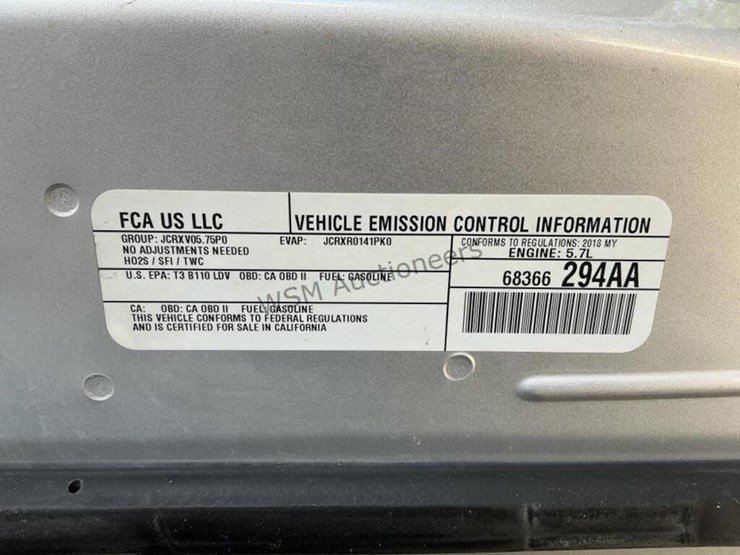 FCA US LLC
VEHICLE EMISSION CONTROL INFORMATION
GROUP: JCRXV05.75P0
EVAP: JCRXR0141PK0
NO ADJUSTMENTS NEEDED
HO2S / SFI / TWC
CONFORMS TO REGULATIONS: 2018 MY
ENGINE: 5.7L
U.S. EPA: T3 B110 LDV OBD: CA OBD II FUEL: GASOLINE
68366 294AA
CA: OBD: CA OBD II FUEL: GASOLINE
THIS VEHICLE CONFORMS TO FEDERAL REGULATIONS
AND IS CERTIFIED FOR SALE IN CALIFORNIA
WSM Auctioneers